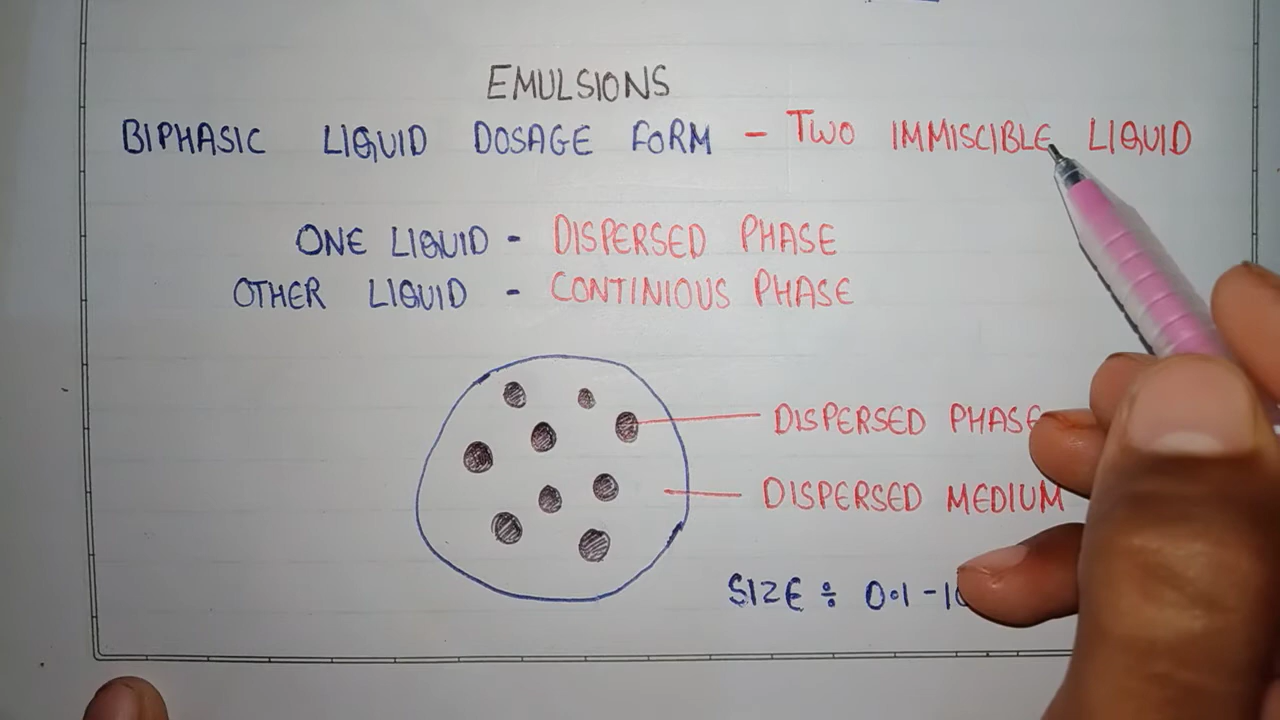 EMULSIONS
BIPHASIC LIQUID DOSAGE FORM - TWO IMMISCIBLE LIQUID
ONE LIQUID - DISPERSED PHASE
OTHER LIQUID - CONTINIOUS PHASE
DISPERSED PHASE
DISPERSED MEDIUM
SIZE ÷ 0.1 -